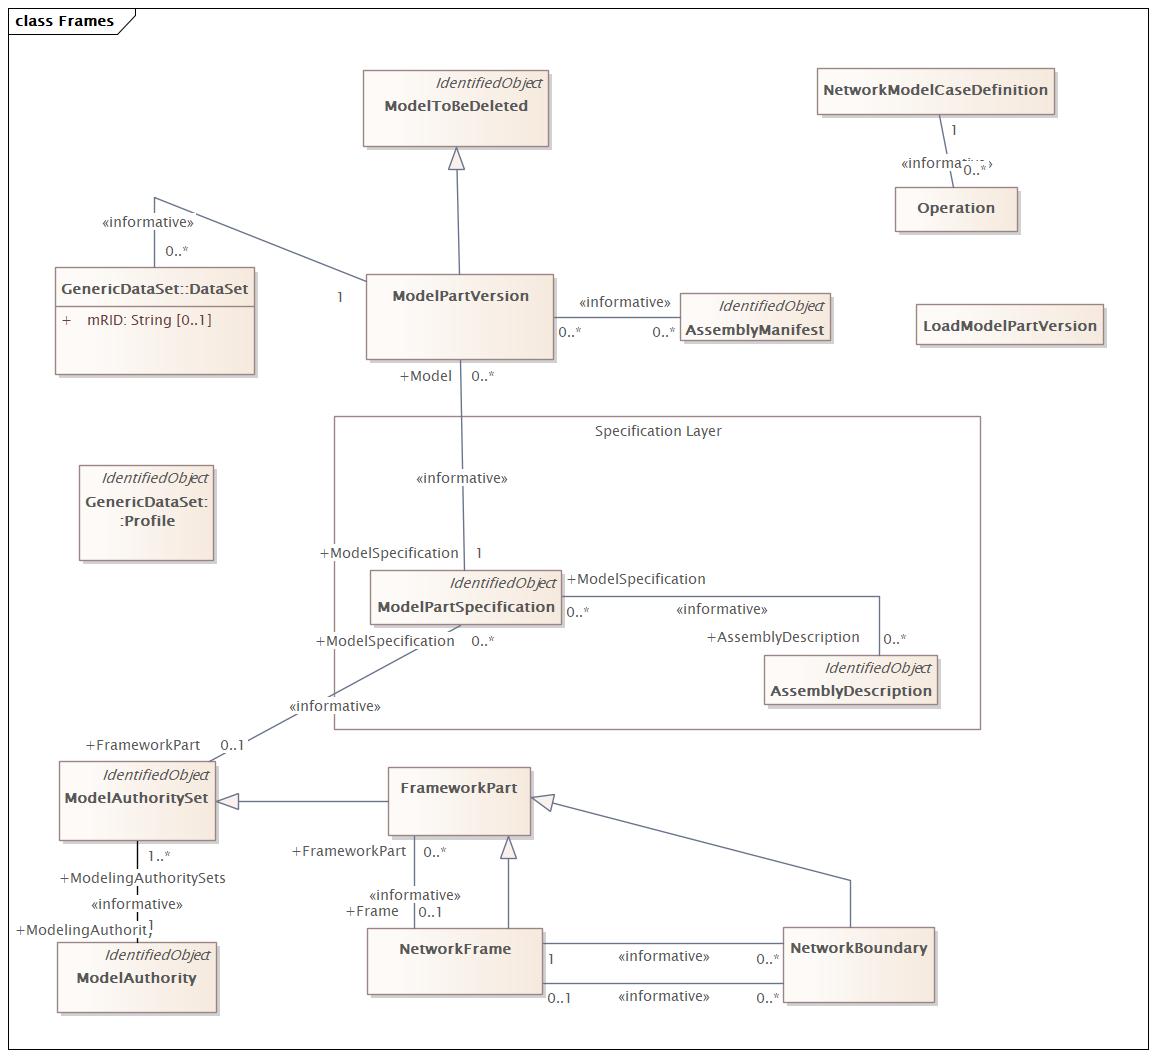 class Frames
IdentifiedObject
ModelToBeDeleted
NetworkModelCaseDefinition
1
0..*
Operation
«informative»
0..*
1
GenericDataSet::DataSet
+ mRID: String [0..1]
ModelPartVersion
«informative»
0..*
0..*
IdentifiedObject
AssemblyManifest
LoadModelPartVersion
+Model 0..*
Specification Layer
«informative»
IdentifiedObject
GenericDataSet:
:Profile
+ModelSpecification 1
IdentifiedObject
ModelPartSpecification
+ModelSpecification
0..*
«informative»
+AssemblyDescription 0..*
IdentifiedObject
AssemblyDescription
+ModelSpecification 0..*
«informative»
+FrameworkPart 0..1
IdentifiedObject
ModelAuthoritySet
FrameworkPart
1..*
+ModelingAuthoritySets
«informative»
1
IdentifiedObject
ModelAuthority
+FrameworkPart 0..*
«informative»
+Frame 0..1
NetworkFrame
1
«informative»
0..*
0..1
«informative»
0..*
NetworkBoundary